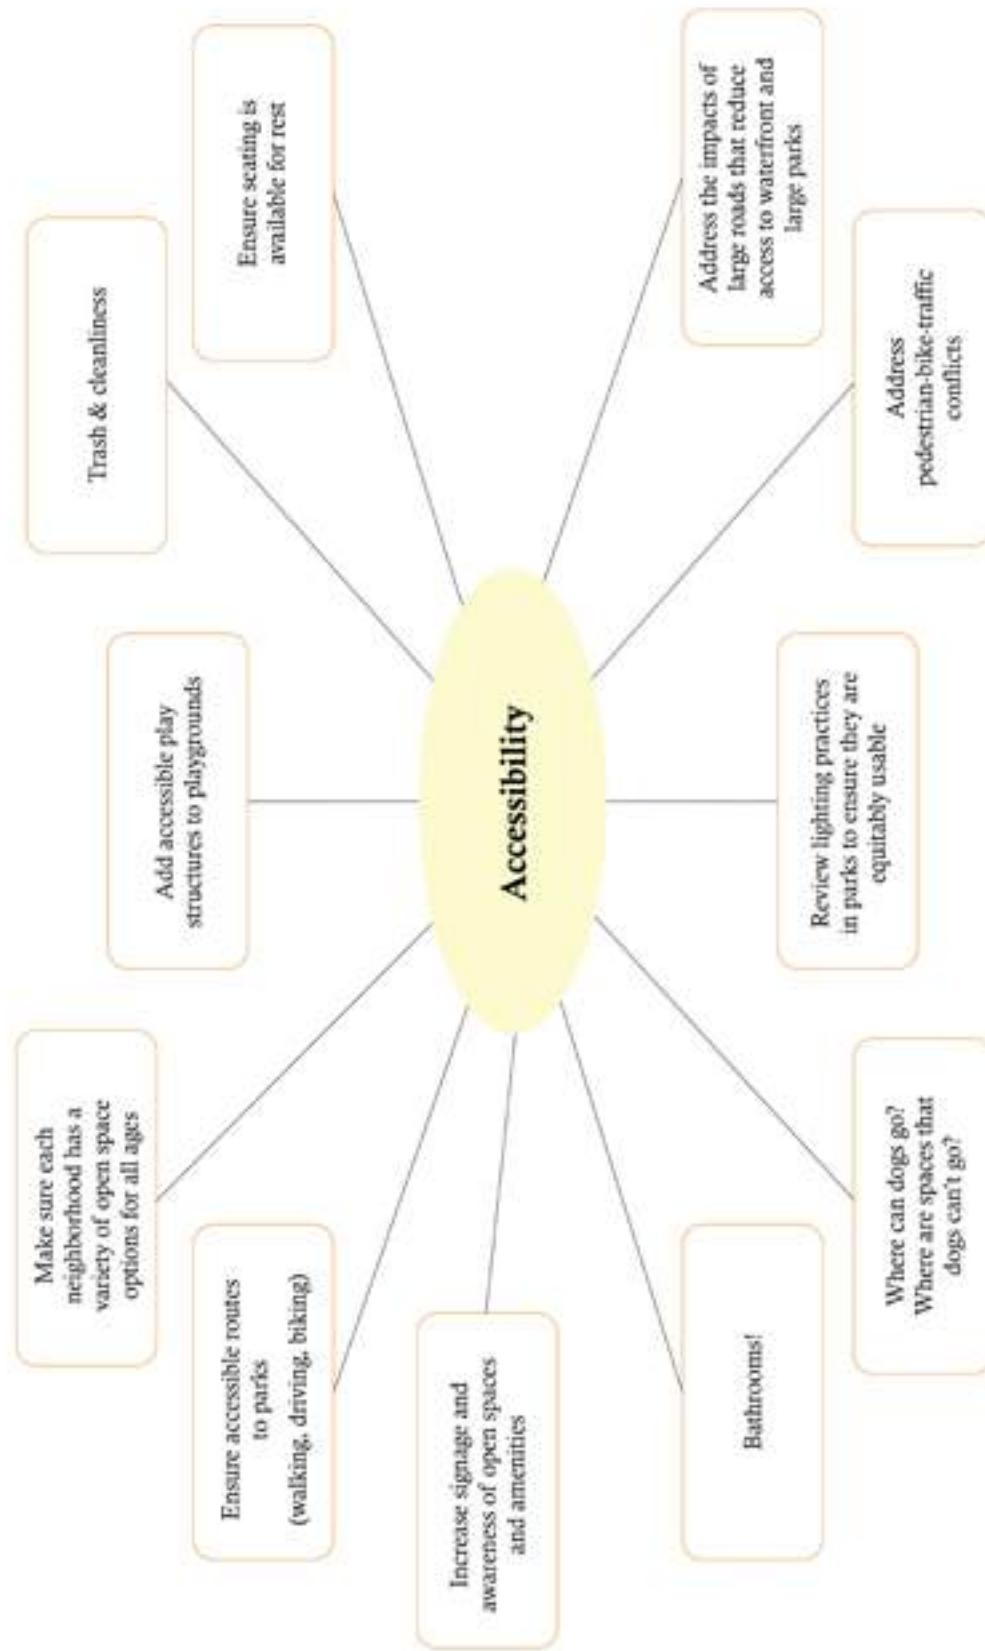 Make sure each
neighborhood has a
variety of open space
options for all ages
Add accessible play
structures to playgrounds
Trash & cleanliness
Ensure accessible routes
to parks
(walking, driving, biking)
Ensure seating is
available for rest
Increase signage and
awareness of open spaces
and amenities
Accessibility
Bathrooms!
Address the impacts of
large roads that reduce
access to waterfront and
large parks
Where can dogs go?
Where are spaces that
dogs can't go?
Review lighting practices
in parks to ensure they are
equitably usable
Address
pedestrian-bike-traffic
conflicts